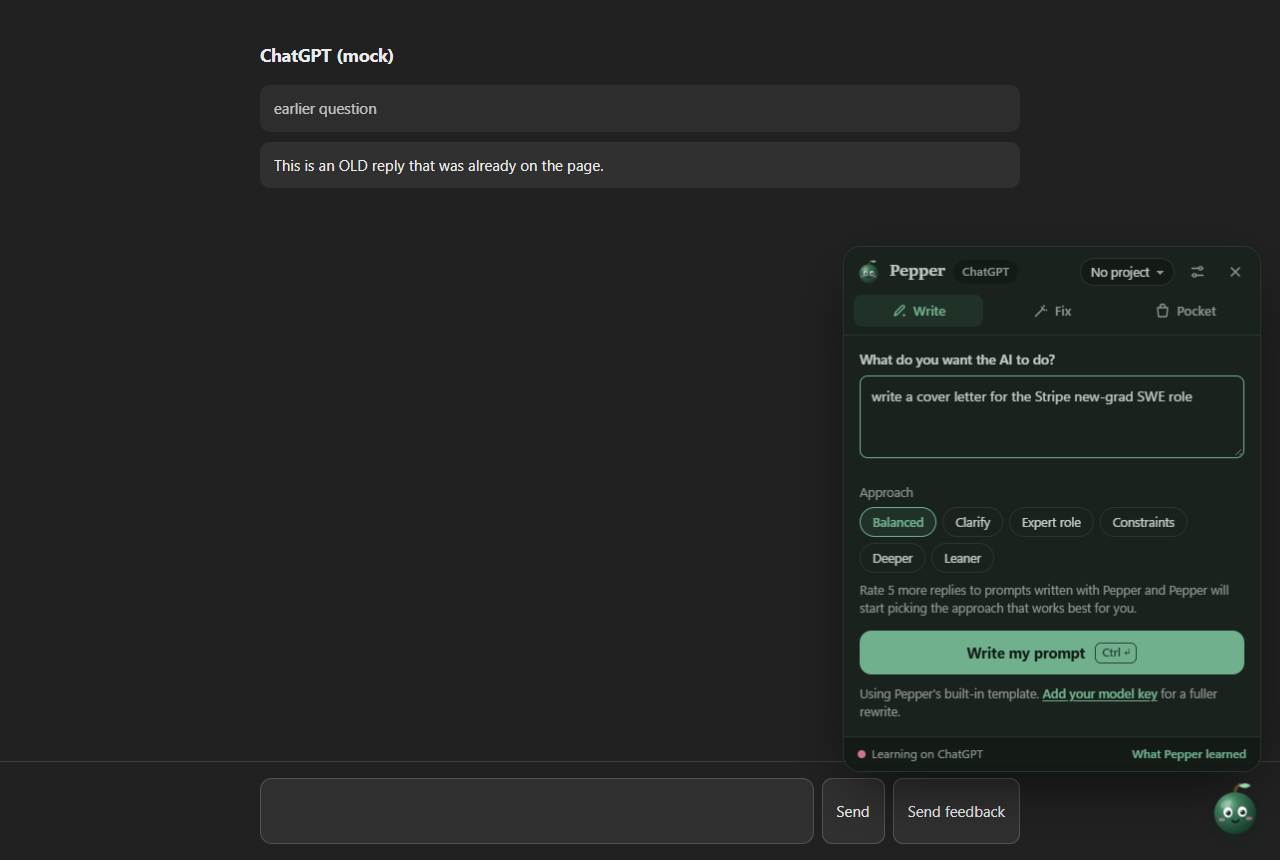 ChatGPT (mock)
earlier question
This is an OLD reply that was already on the page.
Pepper ChatGPT No project
Write Fix Pocket
What do you want the AI to do?
write a cover letter for the Stripe new-grad SWE role
Approach
Balanced Clarify Expert role Constraints
Deeper Leaner
Rate 5 more replies to prompts written with Pepper and Pepper will
start picking the approach that works best for you.
Write my prompt Ctrl ⏎
Using Pepper's built-in template. Add your model key for a fuller
rewrite.
Learning on ChatGPT What Pepper learned
Send Send feedback